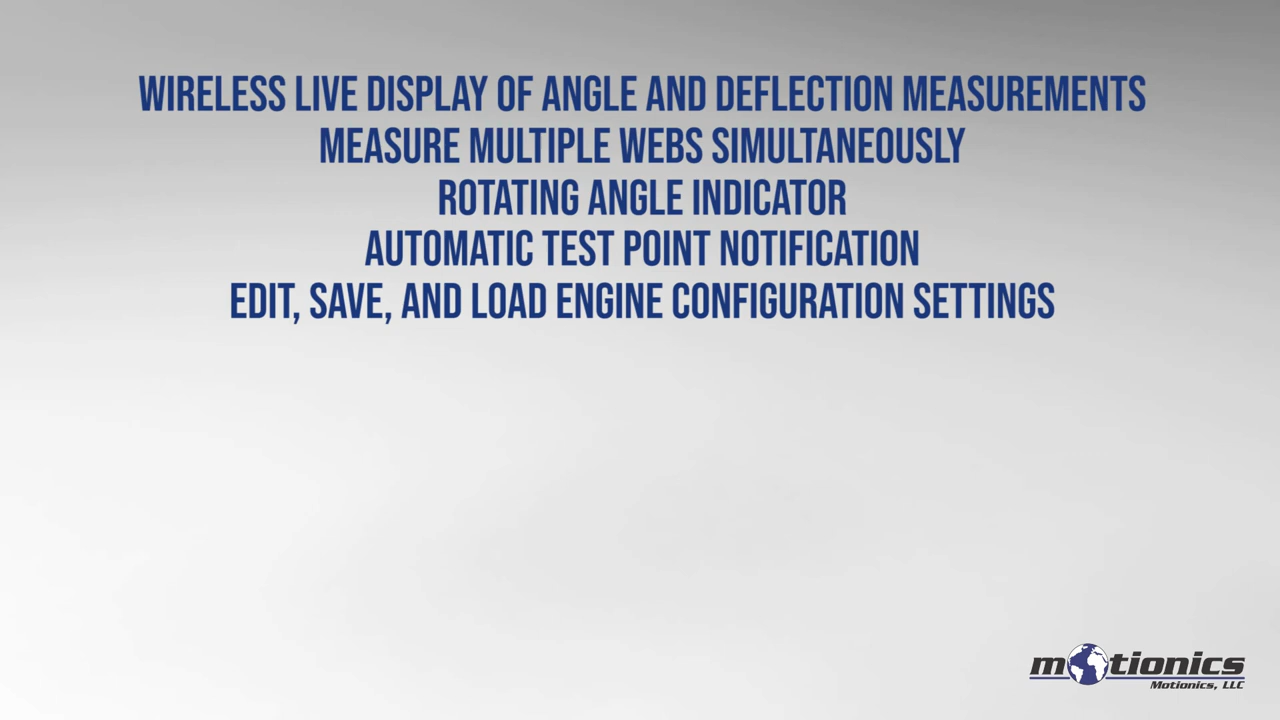 WIRELESS LIVE DISPLAY OF ANGLE AND DEFLECTION MEASUREMENTS
MEASURE MULTIPLE WEBS SIMULTANEOUSLY
ROTATING ANGLE INDICATOR
AUTOMATIC TEST POINT NOTIFICATION
EDIT, SAVE, AND LOAD ENGINE CONFIGURATION SETTINGS
motionics
Motionics, LLC